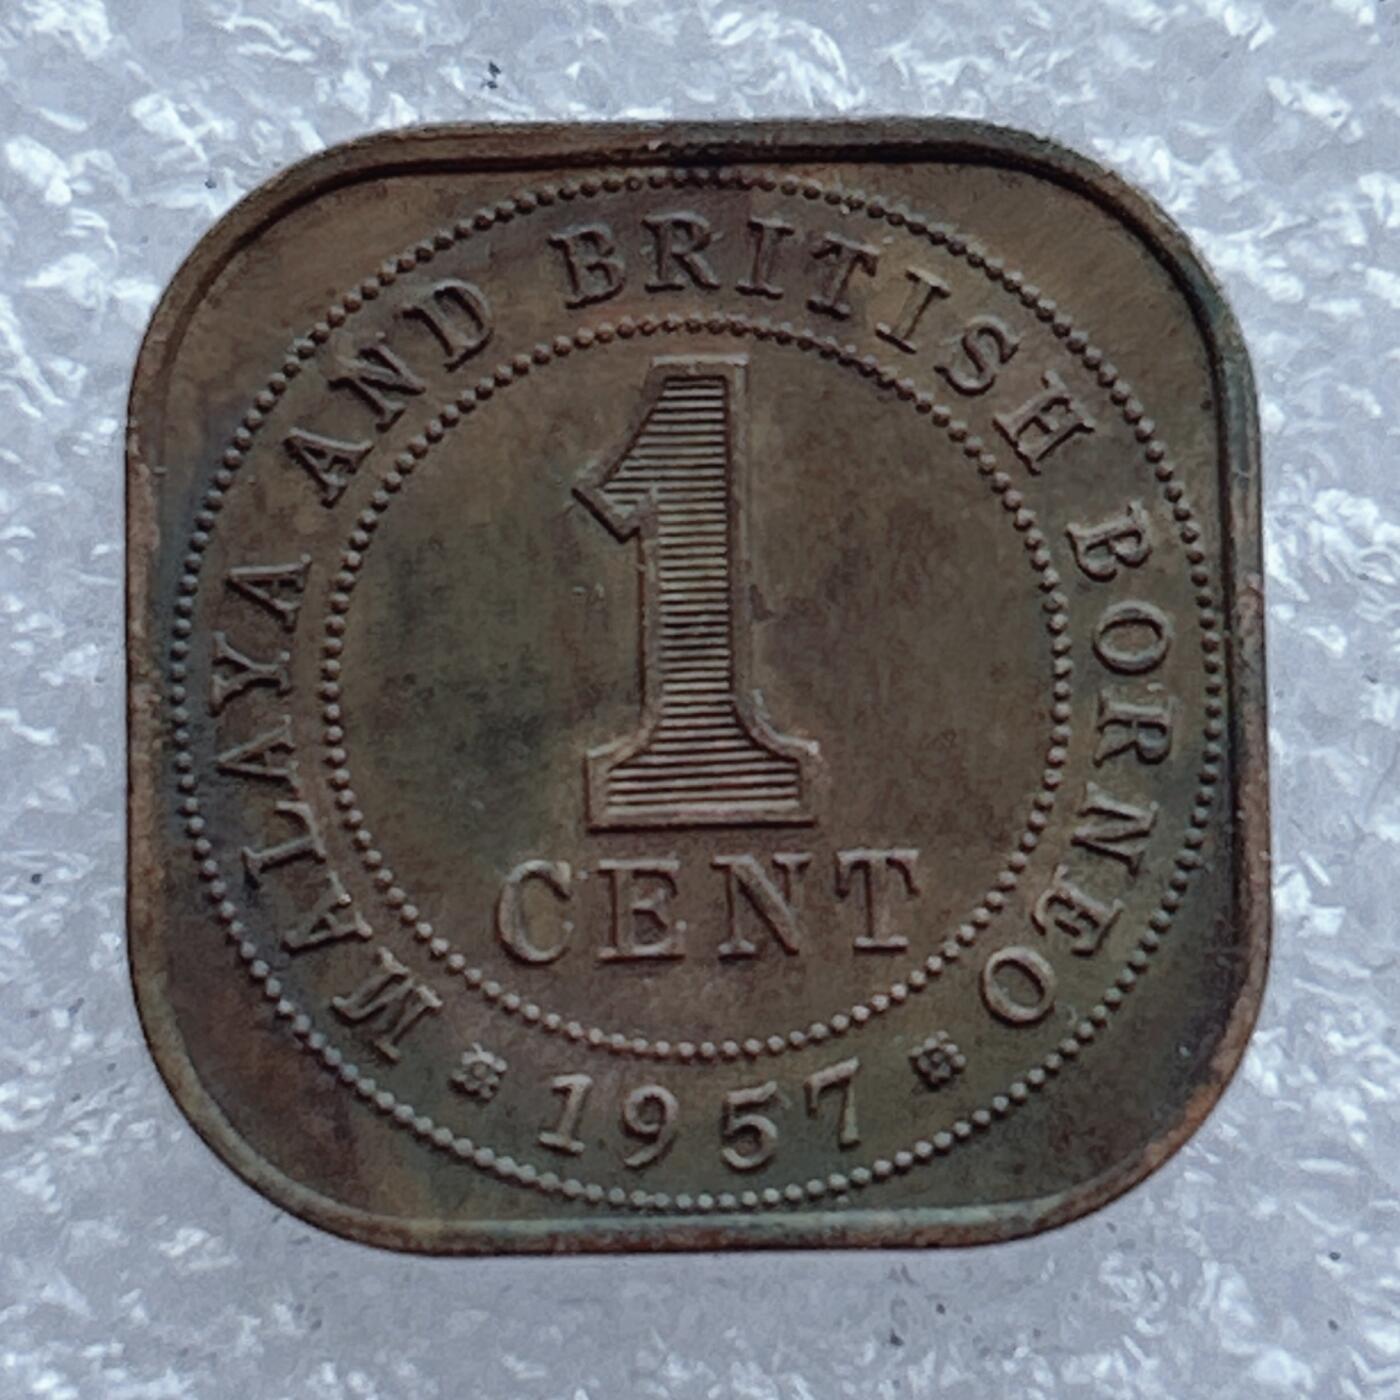 MALAYA AND BRITISH BORNEO
1
CENT
1957